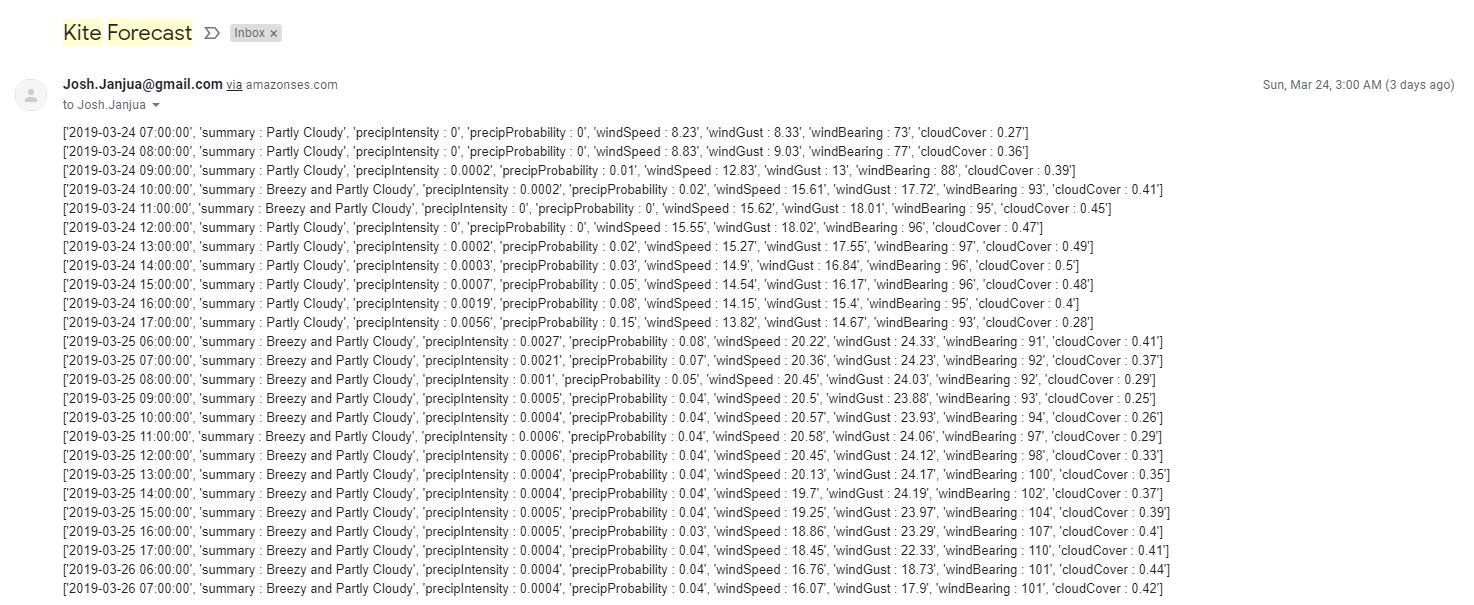 Kite Forecast Inbox ×
Josh.Janjua@gmail.com via amazonses.com Sun, Mar 24, 3:00 AM (3 days ago)
to Josh.Janjua
['2019-03-24 07:00:00', 'summary : Partly Cloudy', 'precipIntensity : 0', 'precipProbability : 0', 'windSpeed : 8.23', 'windGust : 8.33', 'windBearing : 73', 'cloudCover : 0.27']
['2019-03-24 08:00:00', 'summary : Partly Cloudy', 'precipIntensity : 0', 'precipProbability : 0', 'windSpeed : 8.83', 'windGust : 9.03', 'windBearing : 77', 'cloudCover : 0.36']
['2019-03-24 09:00:00', 'summary : Partly Cloudy', 'precipIntensity : 0.0002', 'precipProbability : 0.01', 'windSpeed : 12.83', 'windGust : 13', 'windBearing : 88', 'cloudCover : 0.39']
['2019-03-24 10:00:00', 'summary : Breezy and Partly Cloudy', 'precipIntensity : 0.0002', 'precipProbability : 0.02', 'windSpeed : 15.61', 'windGust : 17.72', 'windBearing : 93', 'cloudCover : 0.41']
['2019-03-24 11:00:00', 'summary : Breezy and Partly Cloudy', 'precipIntensity : 0', 'precipProbability : 0', 'windSpeed : 15.62', 'windGust : 18.01', 'windBearing : 95', 'cloudCover : 0.45']
['2019-03-24 12:00:00', 'summary : Partly Cloudy', 'precipIntensity : 0', 'precipProbability : 0', 'windSpeed : 15.55', 'windGust : 18.02', 'windBearing : 96', 'cloudCover : 0.47']
['2019-03-24 13:00:00', 'summary : Partly Cloudy', 'precipIntensity : 0.0002', 'precipProbability : 0.02', 'windSpeed : 15.27', 'windGust : 17.55', 'windBearing : 97', 'cloudCover : 0.49']
['2019-03-24 14:00:00', 'summary : Partly Cloudy', 'precipIntensity : 0.0003', 'precipProbability : 0.03', 'windSpeed : 14.9', 'windGust : 16.84', 'windBearing : 96', 'cloudCover : 0.5']
['2019-03-24 15:00:00', 'summary : Partly Cloudy', 'precipIntensity : 0.0007', 'precipProbability : 0.05', 'windSpeed : 14.54', 'windGust : 16.17', 'windBearing : 96', 'cloudCover : 0.48']
['2019-03-24 16:00:00', 'summary : Partly Cloudy', 'precipIntensity : 0.0019', 'precipProbability : 0.08', 'windSpeed : 14.15', 'windGust : 15.4', 'windBearing : 95', 'cloudCover : 0.4']
['2019-03-24 17:00:00', 'summary : Partly Cloudy', 'precipIntensity : 0.0056', 'precipProbability : 0.15', 'windSpeed : 13.82', 'windGust : 14.67', 'windBearing : 93', 'cloudCover : 0.28']
['2019-03-25 06:00:00', 'summary : Breezy and Partly Cloudy', 'precipIntensity : 0.0027', 'precipProbability : 0.08', 'windSpeed : 20.22', 'windGust : 24.33', 'windBearing : 91', 'cloudCover : 0.41']
['2019-03-25 07:00:00', 'summary : Breezy and Partly Cloudy', 'precipIntensity : 0.0021', 'precipProbability : 0.07', 'windSpeed : 20.36', 'windGust : 24.23', 'windBearing : 92', 'cloudCover : 0.37']
['2019-03-25 08:00:00', 'summary : Breezy and Partly Cloudy', 'precipIntensity : 0.001', 'precipProbability : 0.05', 'windSpeed : 20.45', 'windGust : 24.03', 'windBearing : 92', 'cloudCover : 0.29']
['2019-03-25 09:00:00', 'summary : Breezy and Partly Cloudy', 'precipIntensity : 0.0005', 'precipProbability : 0.04', 'windSpeed : 20.5', 'windGust : 23.88', 'windBearing : 93', 'cloudCover : 0.25']
['2019-03-25 10:00:00', 'summary : Breezy and Partly Cloudy', 'precipIntensity : 0.0004', 'precipProbability : 0.04', 'windSpeed : 20.57', 'windGust : 23.93', 'windBearing : 94', 'cloudCover : 0.26']
['2019-03-25 11:00:00', 'summary : Breezy and Partly Cloudy', 'precipIntensity : 0.0006', 'precipProbability : 0.04', 'windSpeed : 20.58', 'windGust : 24.06', 'windBearing : 97', 'cloudCover : 0.29']
['2019-03-25 12:00:00', 'summary : Breezy and Partly Cloudy', 'precipIntensity : 0.0006', 'precipProbability : 0.04', 'windSpeed : 20.45', 'windGust : 24.12', 'windBearing : 98', 'cloudCover : 0.33']
['2019-03-25 13:00:00', 'summary : Breezy and Partly Cloudy', 'precipIntensity : 0.0004', 'precipProbability : 0.04', 'windSpeed : 20.13', 'windGust : 24.17', 'windBearing : 100', 'cloudCover : 0.35']
['2019-03-25 14:00:00', 'summary : Breezy and Partly Cloudy', 'precipIntensity : 0.0004', 'precipProbability : 0.04', 'windSpeed : 19.7', 'windGust : 24.19', 'windBearing : 102', 'cloudCover : 0.37']
['2019-03-25 15:00:00', 'summary : Breezy and Partly Cloudy', 'precipIntensity : 0.0005', 'precipProbability : 0.04', 'windSpeed : 19.25', 'windGust : 23.97', 'windBearing : 104', 'cloudCover : 0.39']
['2019-03-25 16:00:00', 'summary : Breezy and Partly Cloudy', 'precipIntensity : 0.0005', 'precipProbability : 0.03', 'windSpeed : 18.86', 'windGust : 23.29', 'windBearing : 107', 'cloudCover : 0.4']
['2019-03-25 17:00:00', 'summary : Breezy and Partly Cloudy', 'precipIntensity : 0.0004', 'precipProbability : 0.04', 'windSpeed : 18.45', 'windGust : 22.33', 'windBearing : 110', 'cloudCover : 0.41']
['2019-03-26 06:00:00', 'summary : Breezy and Partly Cloudy', 'precipIntensity : 0.0004', 'precipProbability : 0.04', 'windSpeed : 16.76', 'windGust : 18.73', 'windBearing : 101', 'cloudCover : 0.44']
['2019-03-26 07:00:00', 'summary : Breezy and Partly Cloudy', 'precipIntensity : 0.0004', 'precipProbability : 0.04', 'windSpeed : 16.07', 'windGust : 17.9', 'windBearing : 101', 'cloudCover : 0.42']